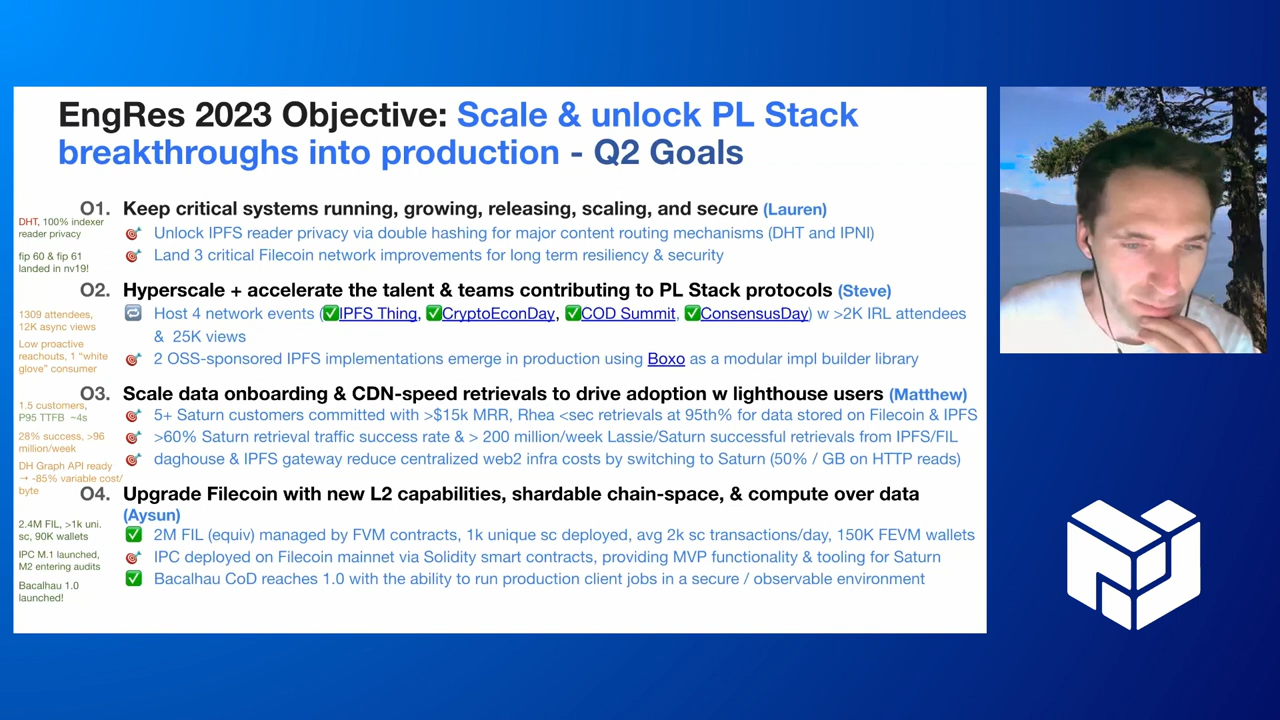 EngRes 2023 Objective: Scale & unlock PL Stack
breakthroughs into production - Q2 Goals
O1. Keep critical systems running, growing, releasing, scaling, and secure (Lauren)
DHT, 100% indexer
reader privacy
Unlock IPFS reader privacy via double hashing for major content routing mechanisms (DHT and IPNI)
fip 60 & fip 61
landed in nv19!
Land 3 critical Filecoin network improvements for long term resiliency & security
O2. Hyperscale + accelerate the talent & teams contributing to PL Stack protocols (Steve)
1309 attendees,
12K async views
Host 4 network events (✅IPFS Thing, ✅CryptoEconDay, ✅COD Summit, ✅ConsensusDay) w >2K IRL attendees
& 25K views
Low proactive
reachouts, 1 “white
glove” consumer
2 OSS-sponsored IPFS implementations emerge in production using Boxo as a modular impl builder library
O3. Scale data onboarding & CDN-speed retrievals to drive adoption w lighthouse users (Matthew)
1.5 customers,
P95 TTFB ~4s
5+ Saturn customers committed with >$15k MRR, Rhea <sec retrievals at 95th% for data stored on Filecoin & IPFS
28% success, >96
million/week
>60% Saturn retrieval traffic success rate & > 200 million/week Lassie/Saturn successful retrievals from IPFS/FIL
DH Graph API ready
→ -85% variable cost/
byte
daghouse & IPFS gateway reduce centralized web2 infra costs by switching to Saturn (50% / GB on HTTP reads)
O4. Upgrade Filecoin with new L2 capabilities, shardable chain-space, & compute over data
(Aysun)
2.4M FIL, >1k uni.
sc, 90K wallets
2M FIL (equiv) managed by FVM contracts, 1k unique sc deployed, avg 2k sc transactions/day, 150K FEVM wallets
IPC M.1 launched,
M2 entering audits
IPC deployed on Filecoin mainnet via Solidity smart contracts, providing MVP functionality & tooling for Saturn
Bacalhau 1.0
launched!
Bacalhau CoD reaches 1.0 with the ability to run production client jobs in a secure / observable environment